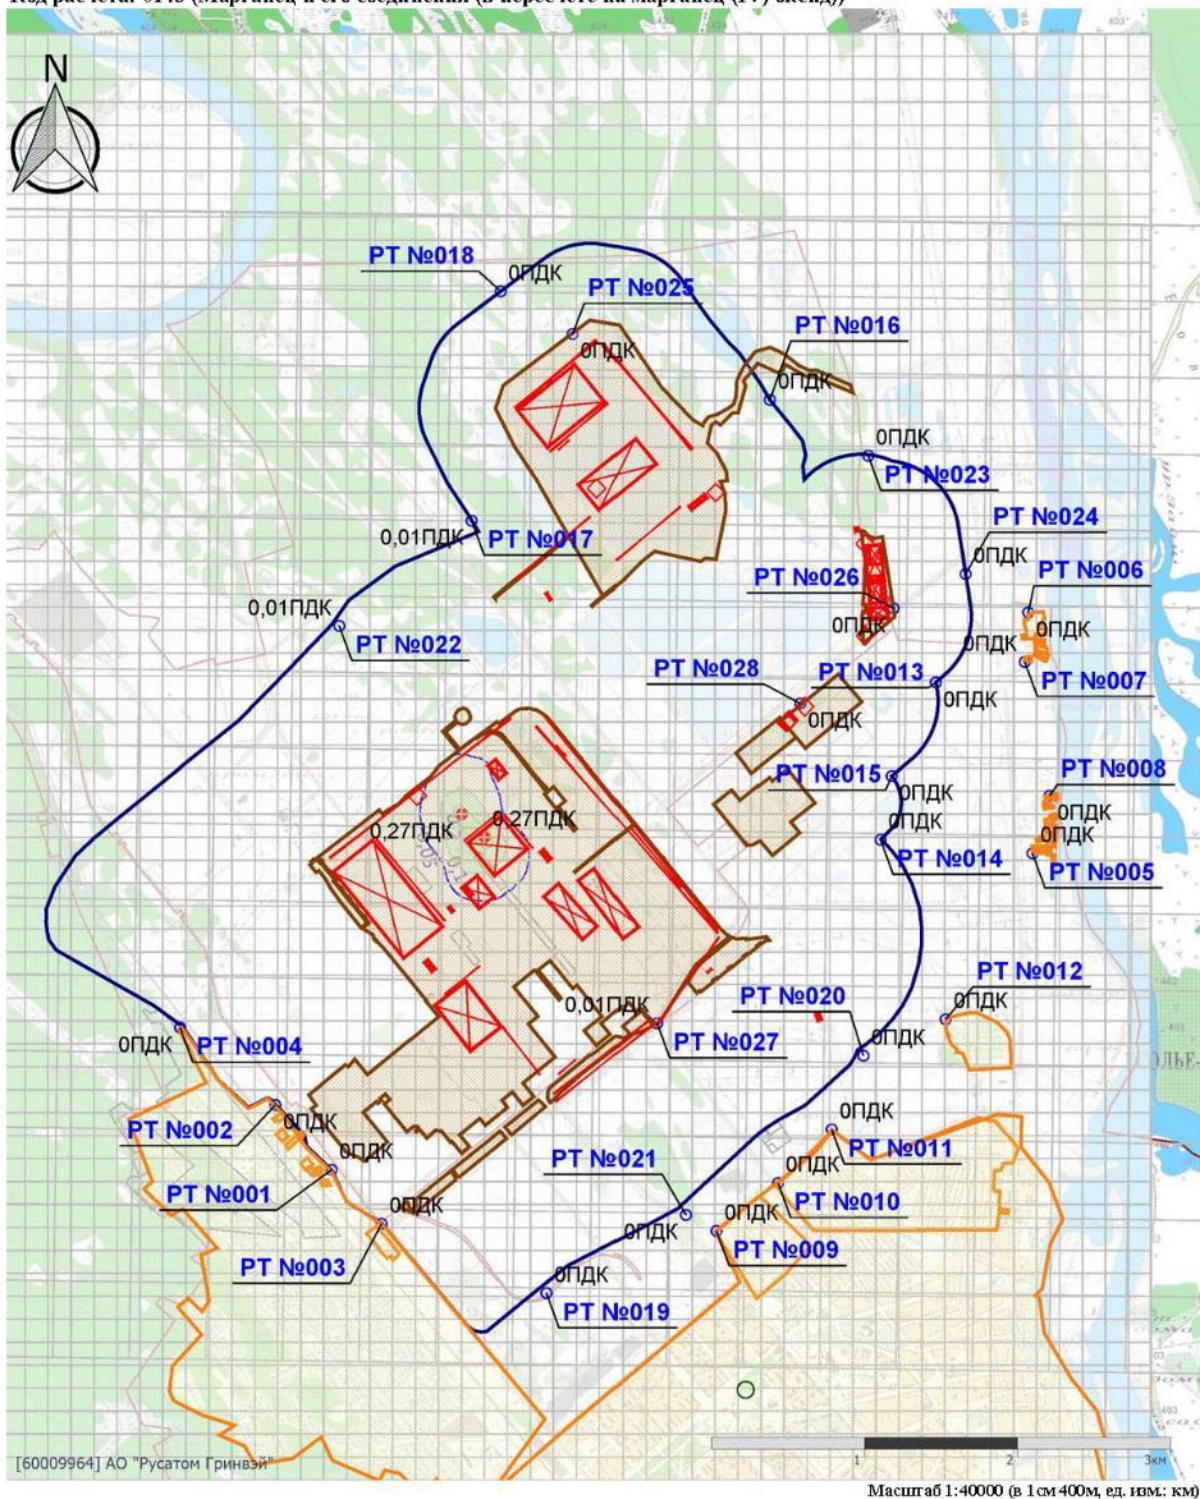 N
РТ №018
0ПДК
РТ №025
0ПДК
РТ №016
0ПДК
0ПДК
РТ №023
0,01ПДК
РТ №017
РТ №024
0ПДК
РТ №026
0ПДК
РТ №006
0ПДК
0ПДК
РТ №007
0,01ПДК
РТ №022
РТ №028
0ПДК
РТ №013
0ПДК
РТ №015
0ПДК
РТ №008
0ПДК
0ПДК
РТ №005
0ПДК
РТ №014
0,27ПДК
0,27ПДК
РТ №012
0ПДК
РТ №020
0ПДК
0,01ПДК
РТ №027
0ПДК
РТ №004
0ПДК
РТ №002
0ПДК
РТ №001
0ПДК
РТ №011
РТ №021
0ПДК
0ПДК
РТ №010
0ПДК
РТ №003
0ПДК
РТ №009
0ПДК
РТ №019
[60009964] АО "Русатом Гринвэй"
1
2
3км
Масштаб 1:40000 (в 1см 400м, ед. изм.: км)